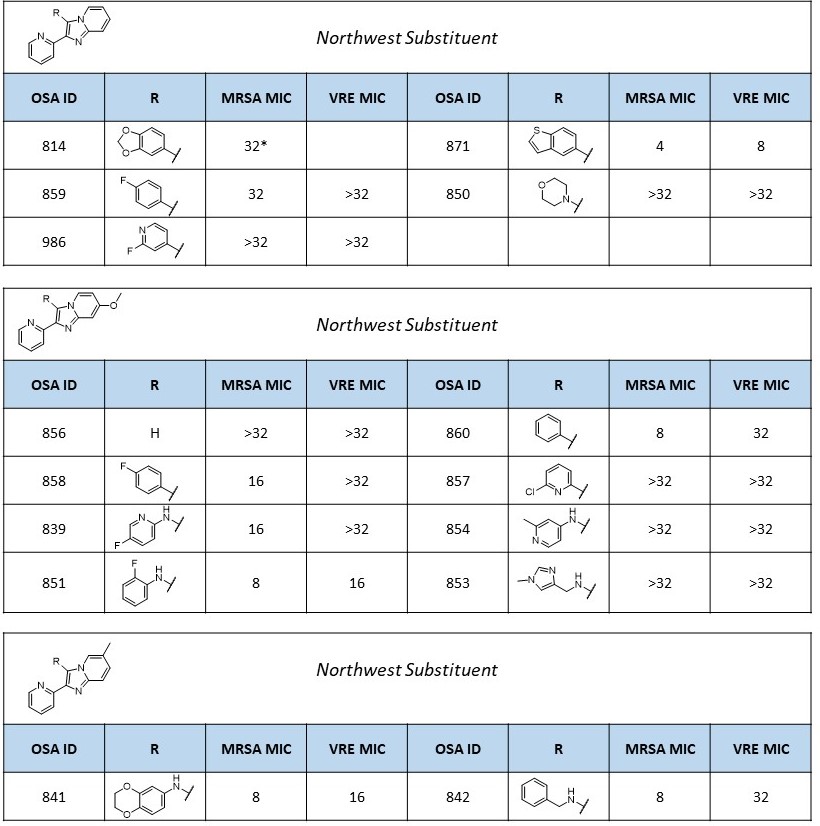 R
N
N
N
Northwest Substituent
OSA ID R MRSA MIC VRE MIC OSA ID R MRSA MIC VRE MIC
814 O O 32* 871 S 4 8
859 F 32 >32 850 O N >32 >32
986 N F >32 >32
R
N
O
N
N
Northwest Substituent
OSA ID R MRSA MIC VRE MIC OSA ID R MRSA MIC VRE MIC
856 H >32 >32 860 8 32
858 F 16 >32 857 Cl N >32 >32
839 F N H N 16 >32 854 N H N >32 >32
851 F H N 8 16 853 N N H N >32 >32
R
N
N
N
Northwest Substituent
OSA ID R MRSA MIC VRE MIC OSA ID R MRSA MIC VRE MIC
841 O O H N 8 16 842 H N 8 32